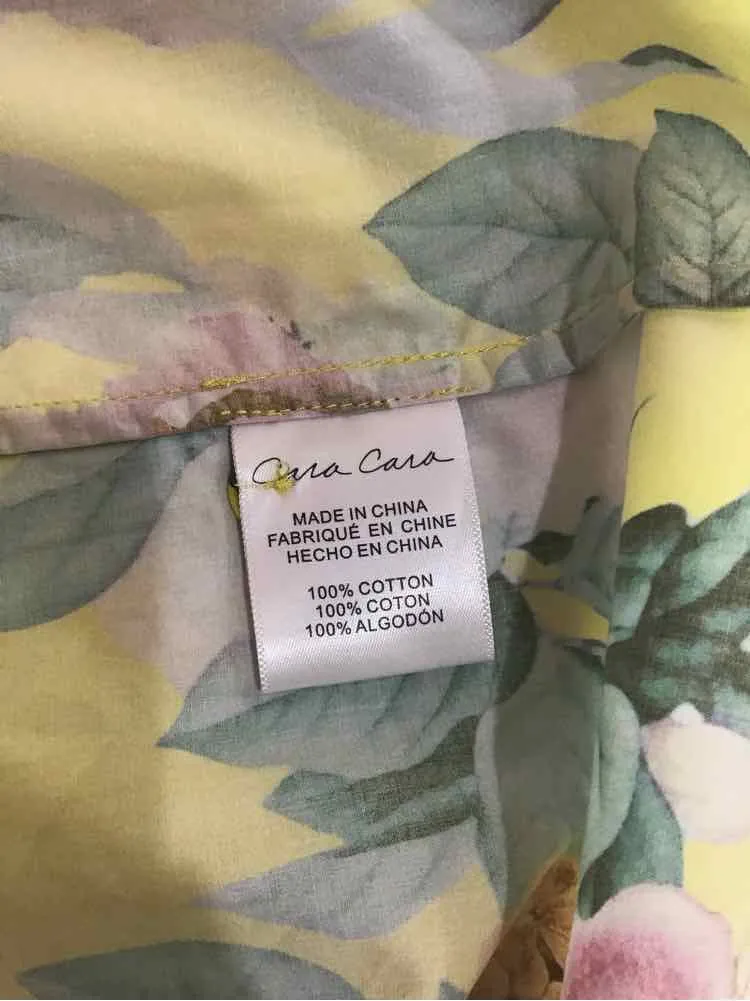 Cara Cara
MADE IN CHINA
FABRIQUÉ EN CHINE
HECHO EN CHINA
100% COTTON
100% COTON
100% ALGODÓN